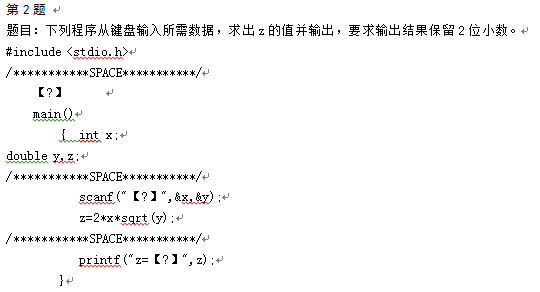 第 2 题
题目：下列程序从键盘输入所需数据，求出 z 的值并输出，要求输出结果保留 2 位小数。
#include <stdio.h>
/***********SPACE***********/
【?】
main()
{  int x;
double y,z;
/***********SPACE***********/
scanf("【?】",&x,&y);
z=2*x*sqrt(y);
/***********SPACE***********/
printf("z=【?】",z);
}